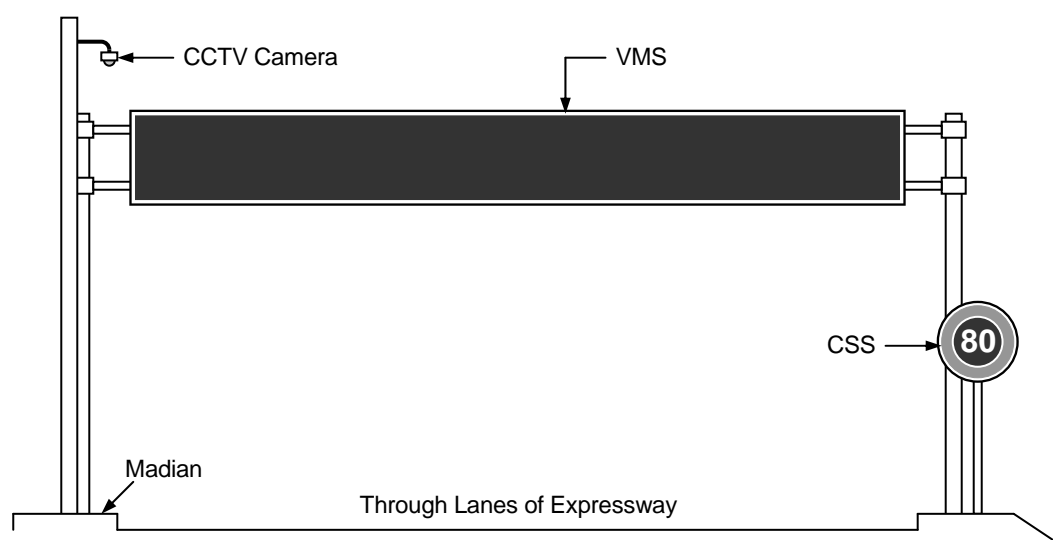 CCTV Camera
VMS
CSS
80
Madian
Through Lanes of Expressway